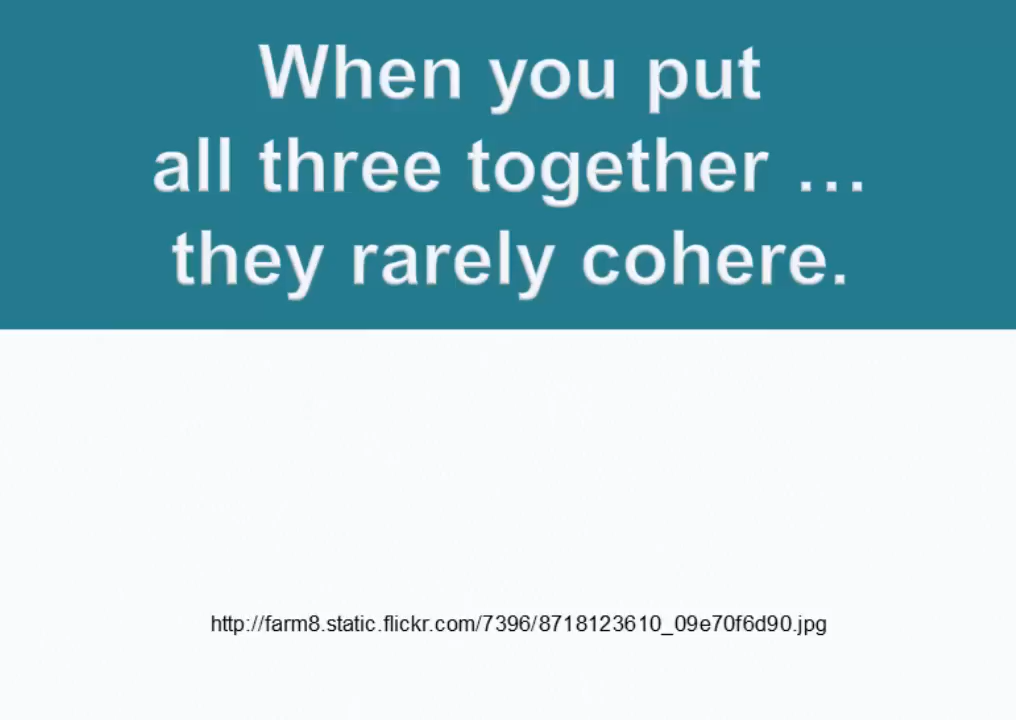 When you put
all three together …
they rarely cohere.
http://farm8.static.flickr.com/7396/8718123610_09e70f6d90.jpg